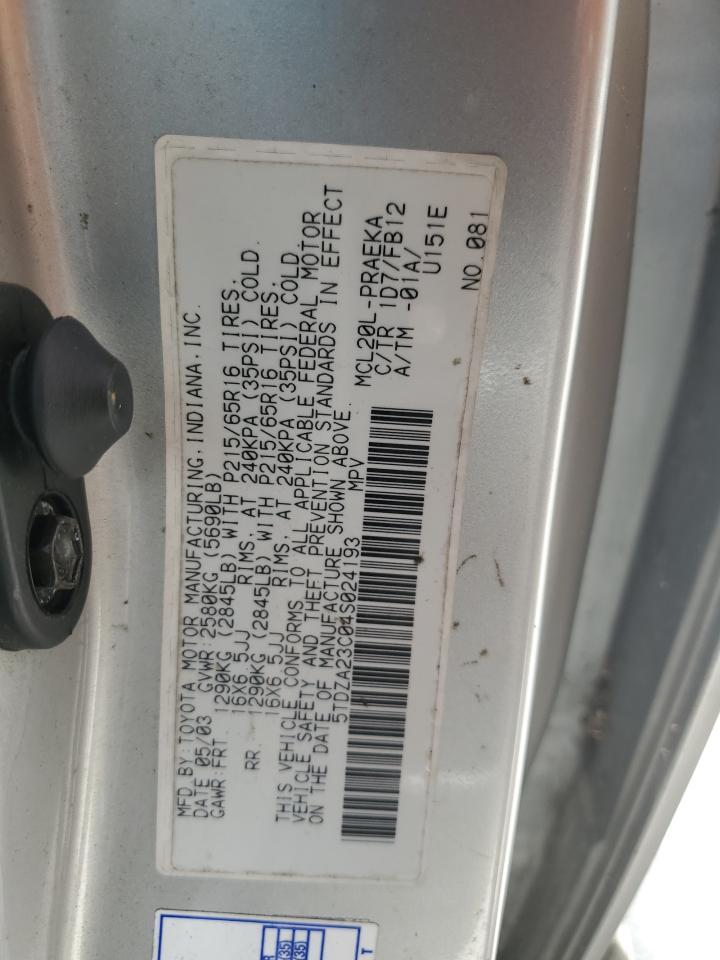 MFD.BY:TOYOTA MOTOR MANUFACTURING,INDIANA,INC.
DATE 05/03 GVWR:2580KG (5690LB)
GAWR:FRT. 1290KG (2845LB) WITH P215/65R16 TIRES,
16X6.5JJ RIMS, AT 240KPA (35PSI) COLD.
RR. 1290KG (2845LB) WITH P215/65R16 TIRES,
16X6.5JJ RIMS, AT 240KPA (35PSI) COLD.
THIS VEHICLE CONFORMS TO ALL APPLICABLE FEDERAL MOTOR
VEHICLE SAFETY AND THEFT PREVENTION STANDARDS IN EFFECT
ON THE DATE OF MANUFACTURE SHOWN ABOVE.
5TDZA23C04S024193 MPV
MCL20L-PRAEKA
C/TR 1D7/FB12
A/TM -01A/
U151E
NO.081